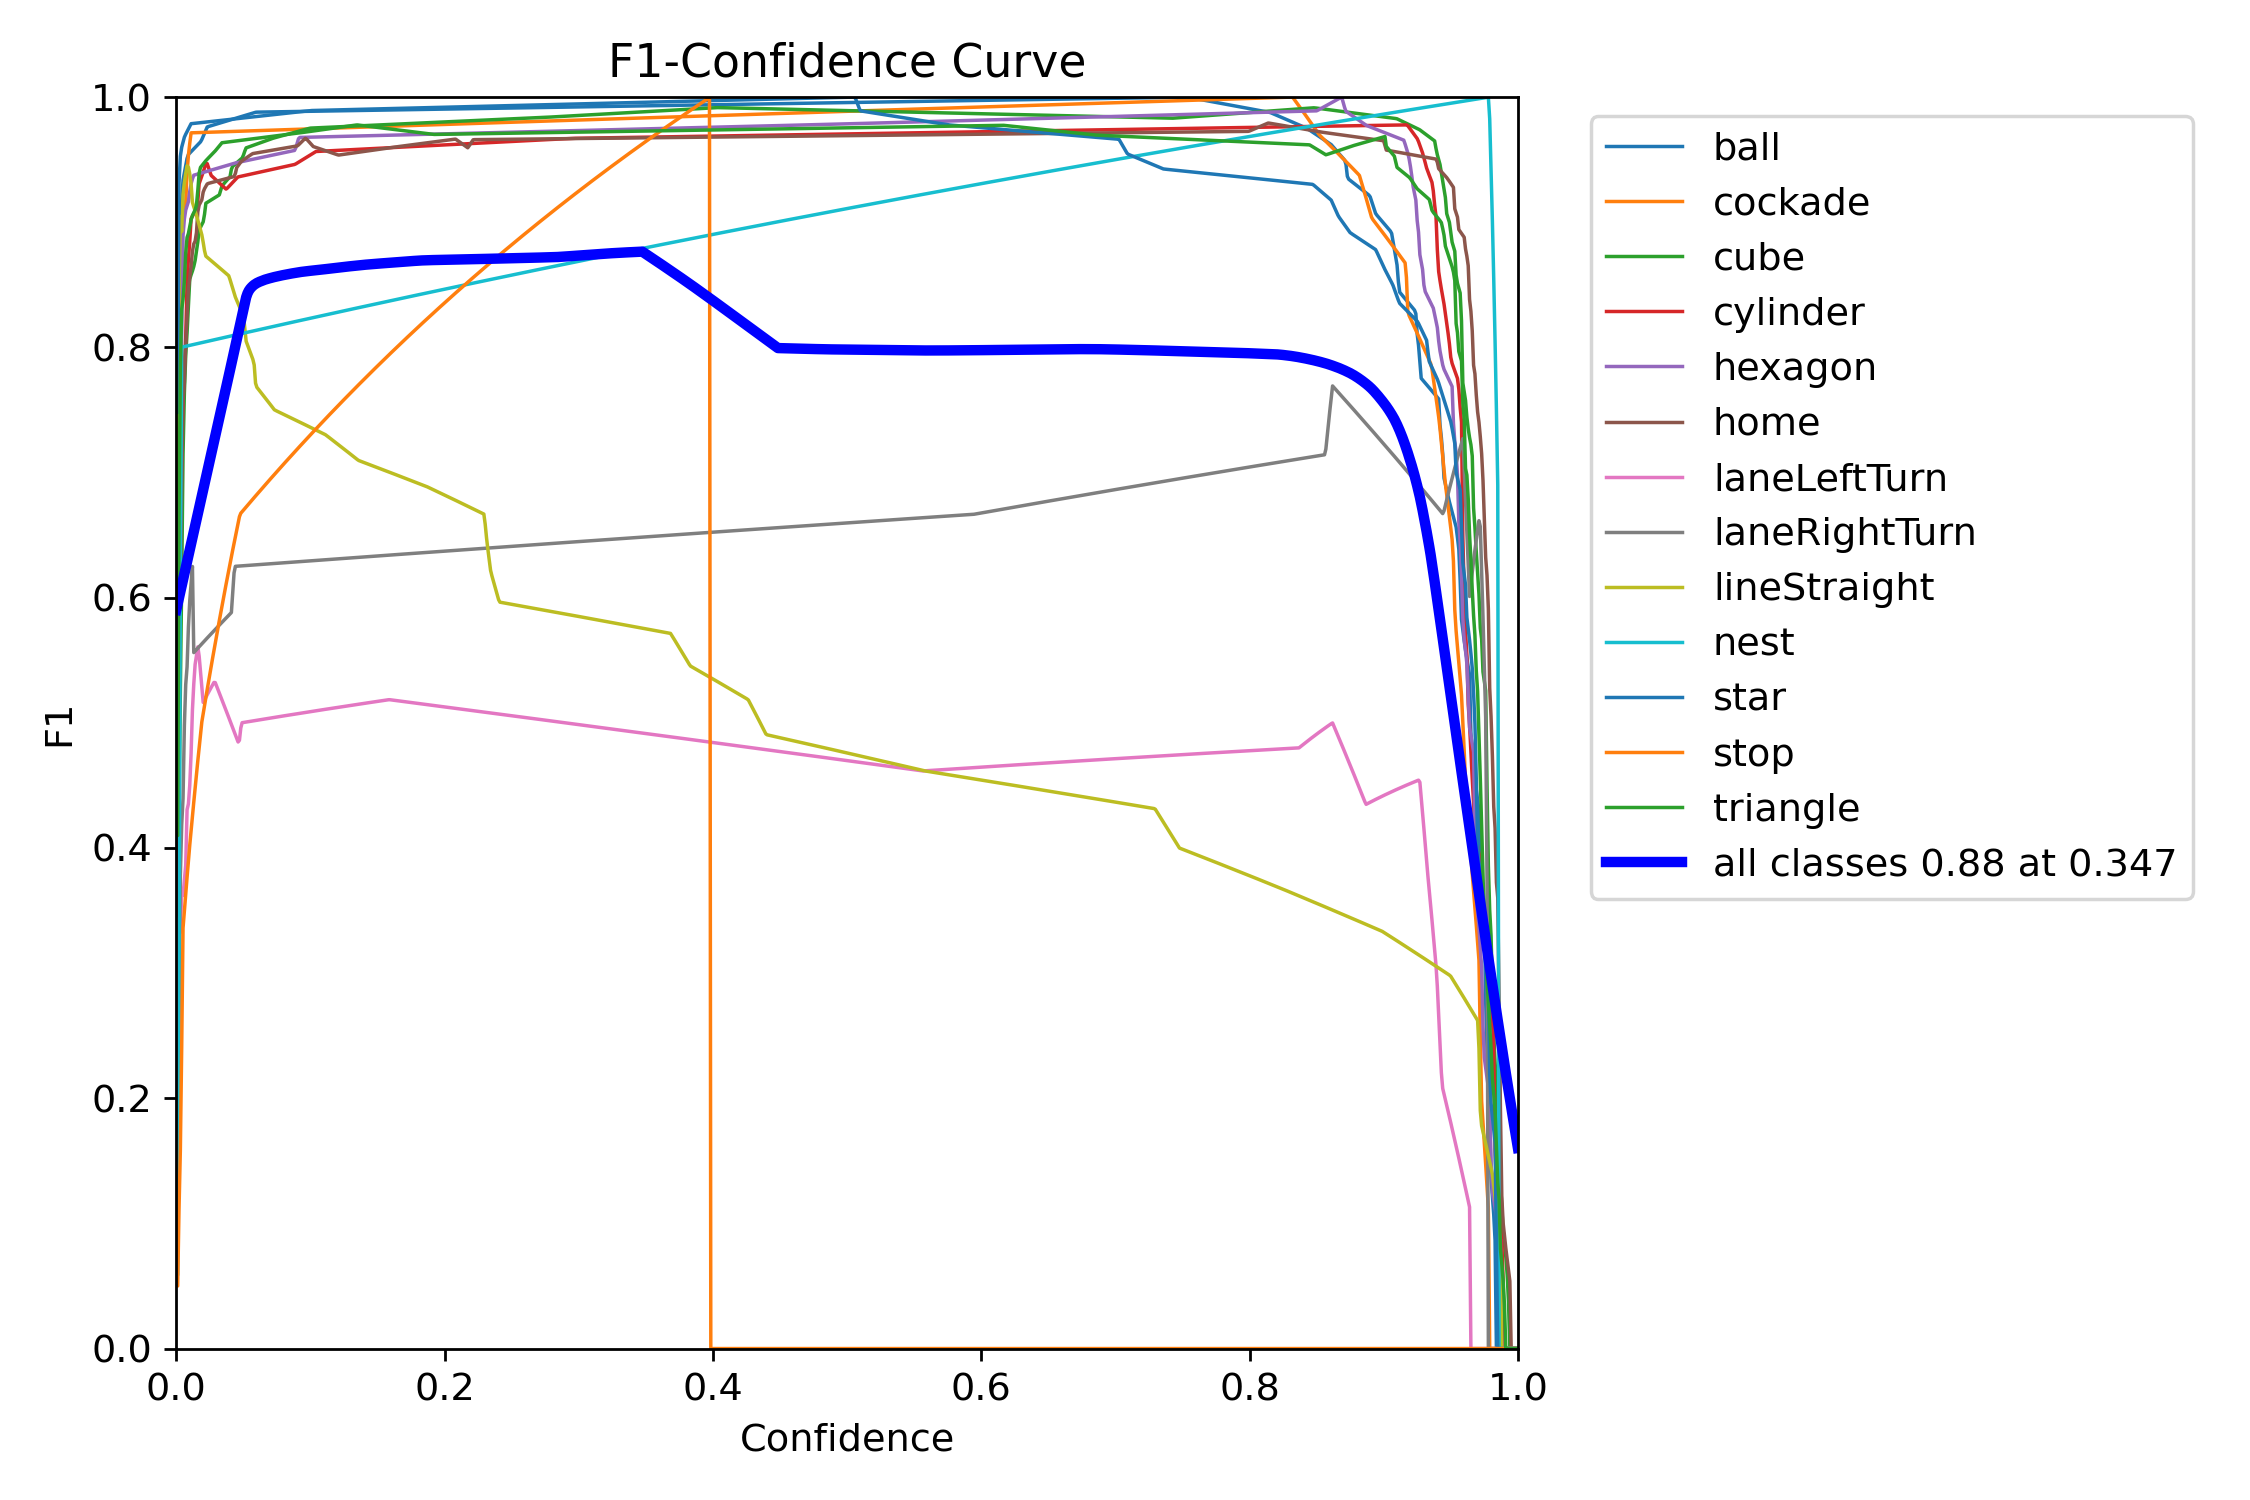 F1-Confidence Curve
1.0
0.8
0.6
0.4
0.2
0.0
F1
0.0 0.2 0.4 0.6 0.8 1.0
Confidence
ball
cockade
cube
cylinder
hexagon
home
laneLeftTurn
laneRightTurn
lineStraight
nest
star
stop
triangle
all classes 0.88 at 0.347